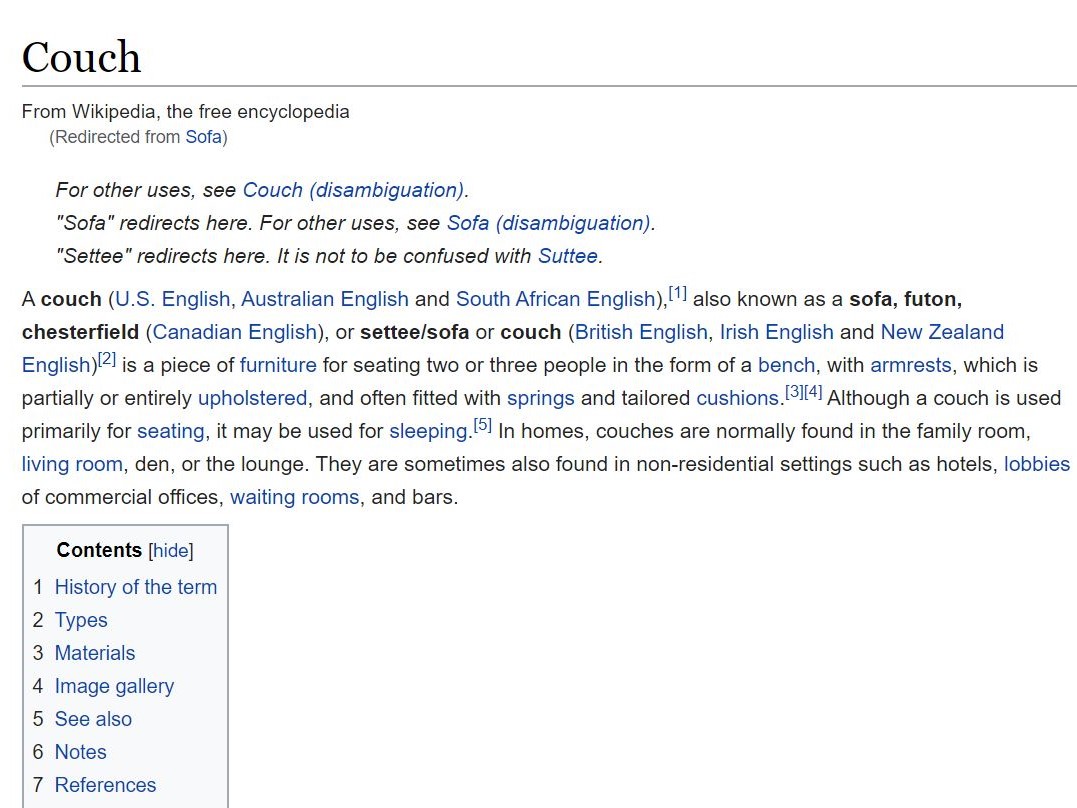 Couch
From Wikipedia, the free encyclopedia
(Redirected from Sofa)
For other uses, see Couch (disambiguation).
"Sofa" redirects here. For other uses, see Sofa (disambiguation).
"Settee" redirects here. It is not to be confused with Suttee.
A couch (U.S. English, Australian English and South African English),[1] also known as a sofa, futon,
chesterfield (Canadian English), or settee/sofa or couch (British English, Irish English and New Zealand
English)[2] is a piece of furniture for seating two or three people in the form of a bench, with armrests, which is
partially or entirely upholstered, and often fitted with springs and tailored cushions.[3][4] Although a couch is used
primarily for seating, it may be used for sleeping.[5] In homes, couches are normally found in the family room,
living room, den, or the lounge. They are sometimes also found in non-residential settings such as hotels, lobbies
of commercial offices, waiting rooms, and bars.
Contents [hide]
1 History of the term
2 Types
3 Materials
4 Image gallery
5 See also
6 Notes
7 References